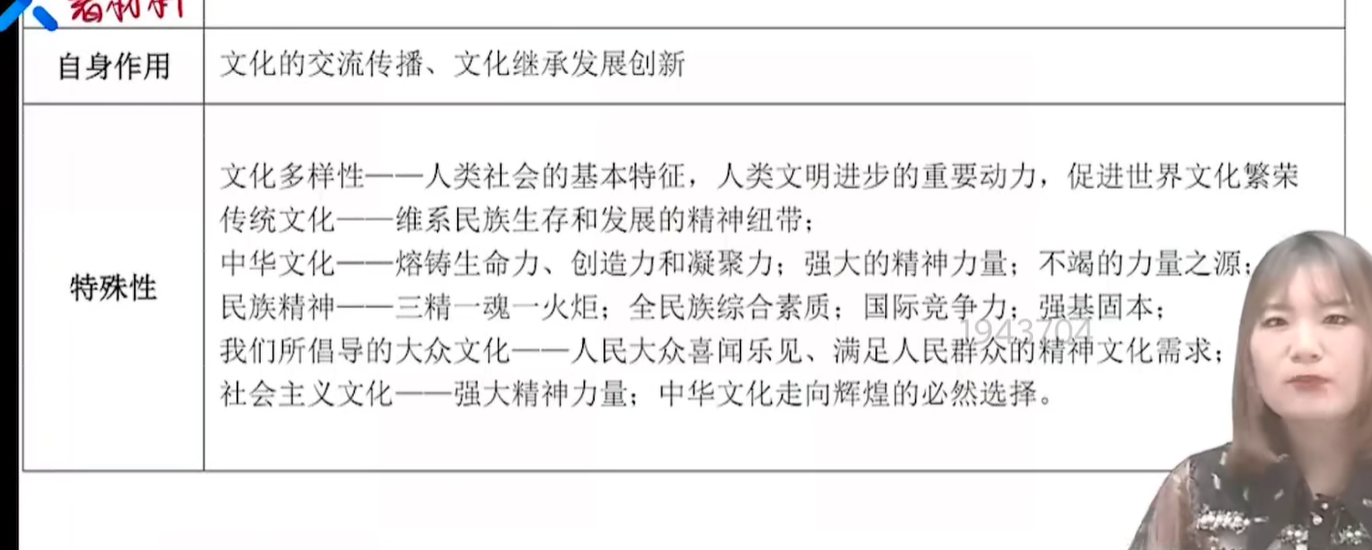 看材料
自身作用
文化的交流传播、文化继承发展创新
特殊性
文化多样性——人类社会的基本特征，人类文明进步的重要动力，促进世界文化繁荣
传统文化——维系民族生存和发展的精神纽带；
中华文化——熔铸生命力、创造力和凝聚力；强大的精神力量；不竭的力量之源；
民族精神——三精一魂一火炬；全民族综合素质；国际竞争力；强基固本；
1943704
我们所倡导的大众文化——人民大众喜闻乐见、满足人民群众的精神文化需求；
社会主义文化——强大精神力量；中华文化走向辉煌的必然选择。